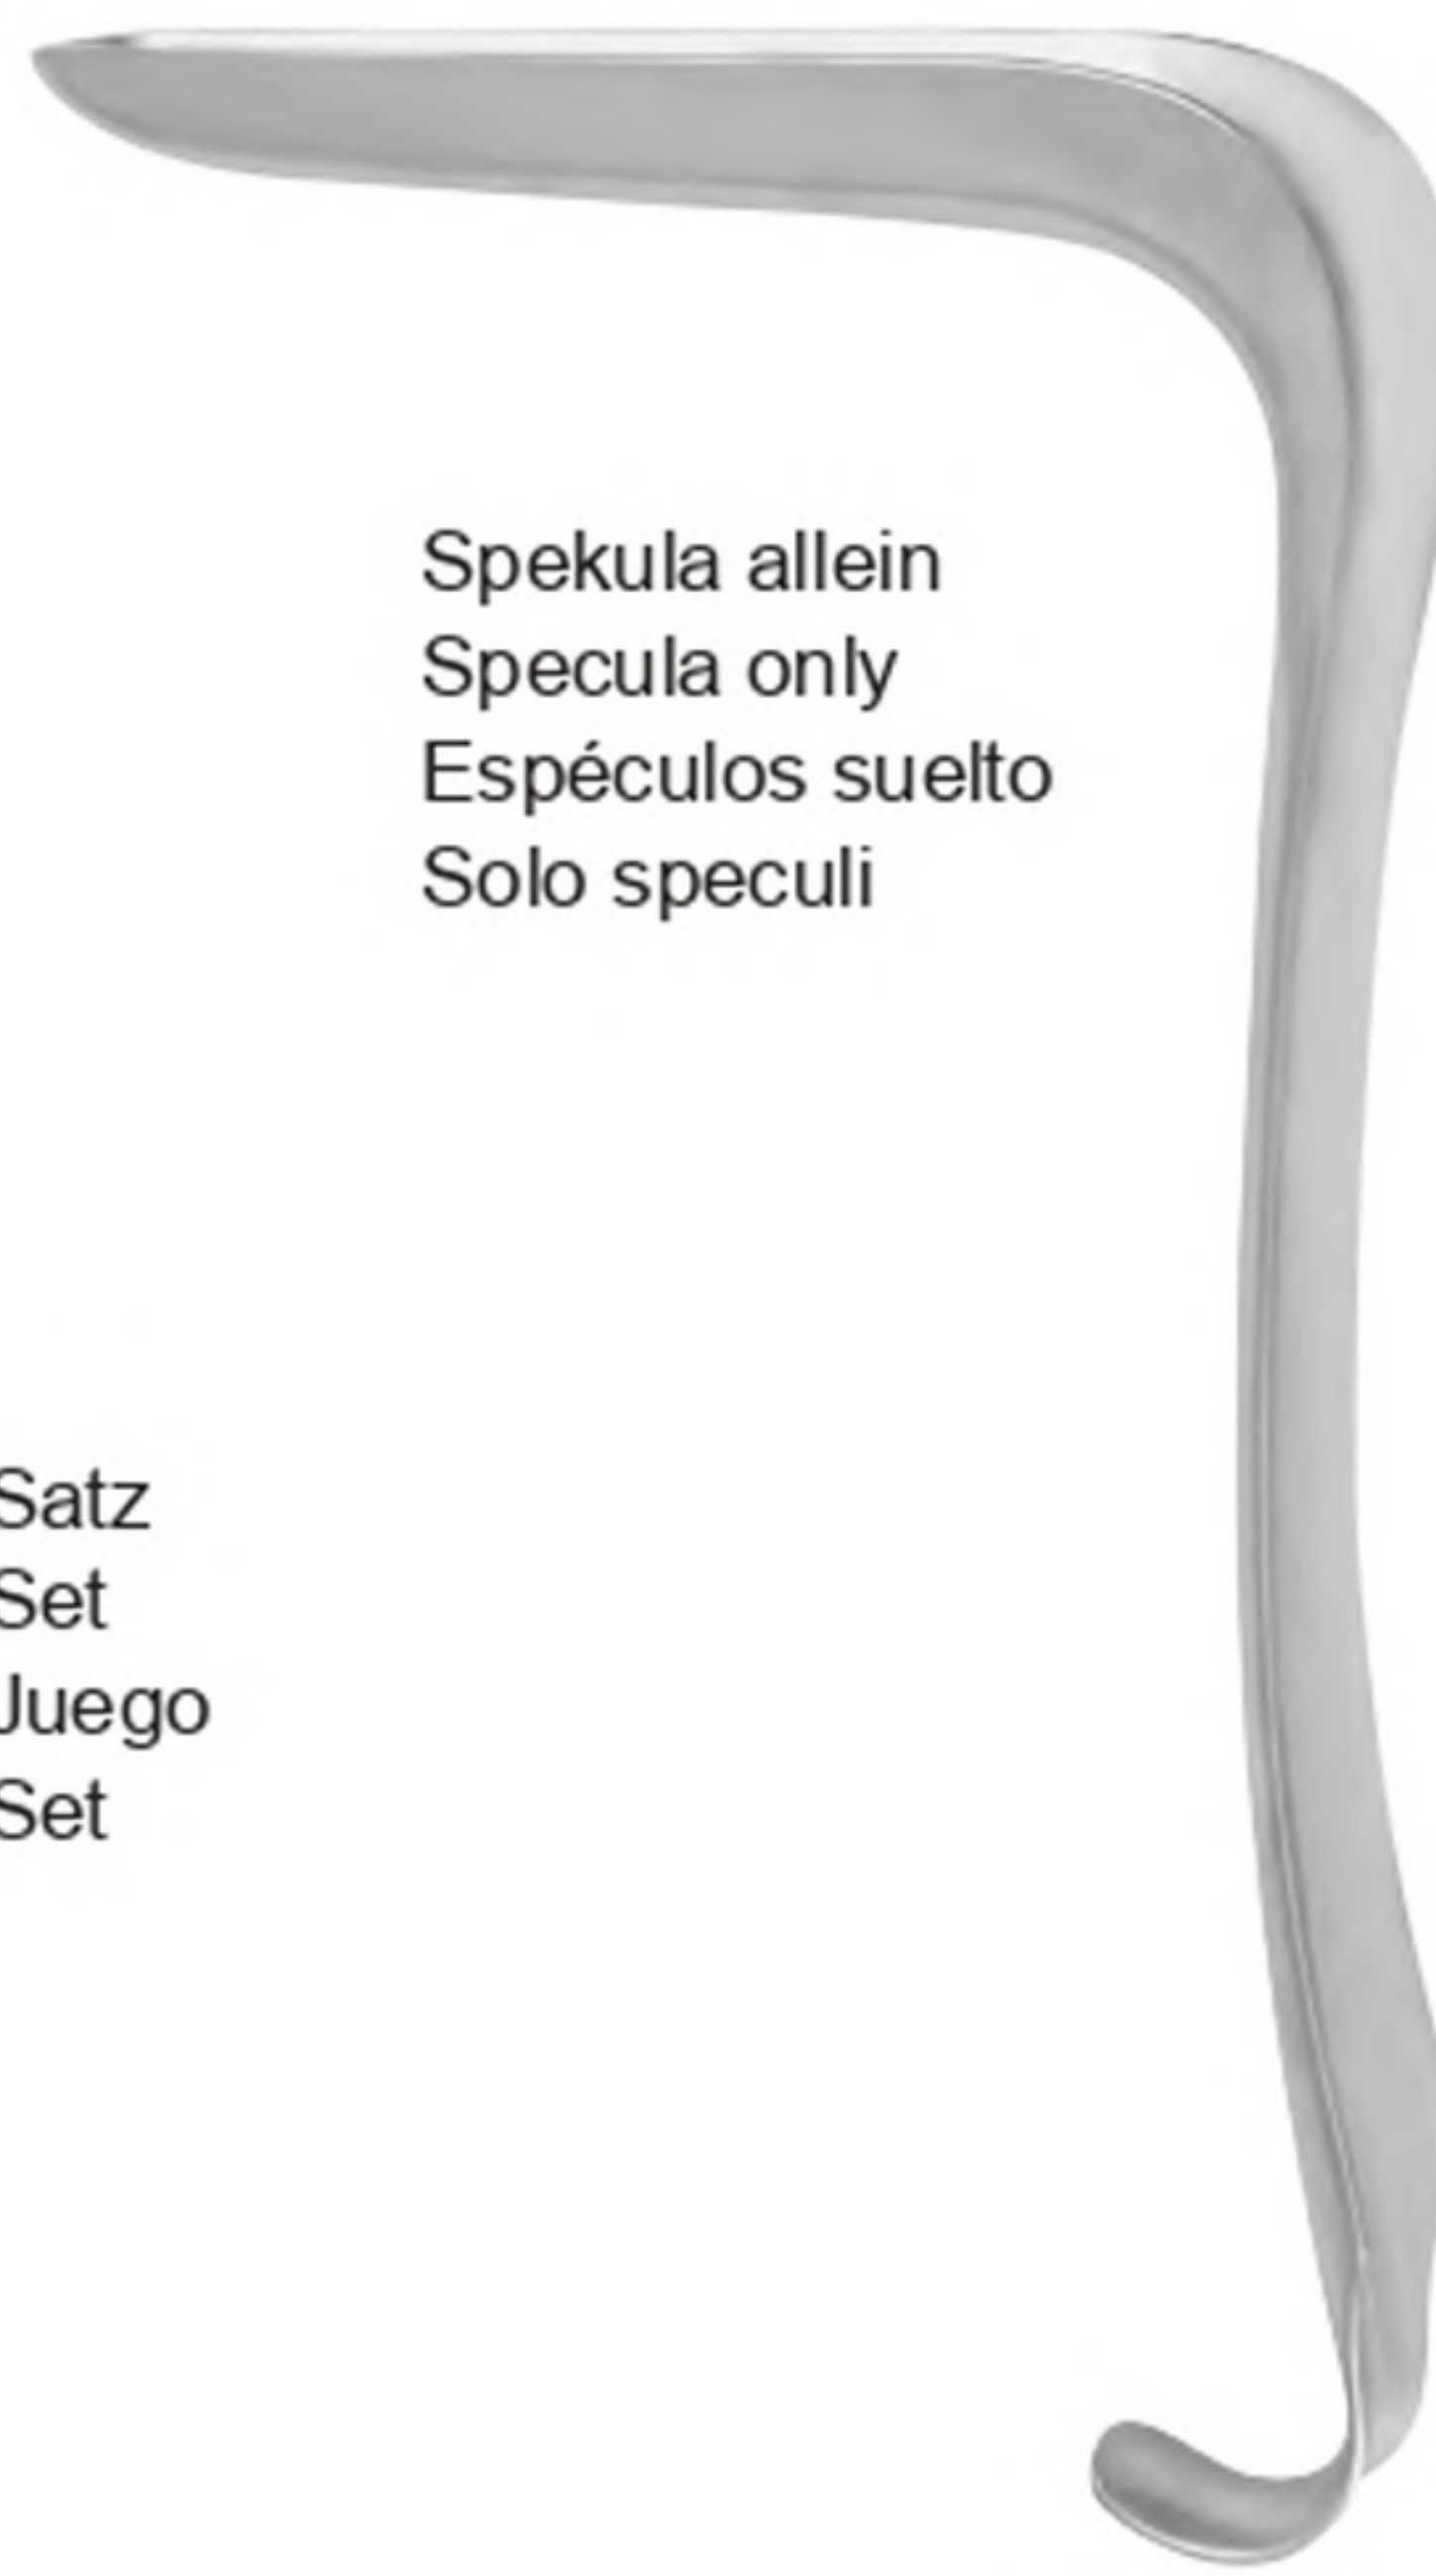 Spekula allein
Specula only
Espéculos suelto
Solo speculi
Satz
Set
Juego
Set